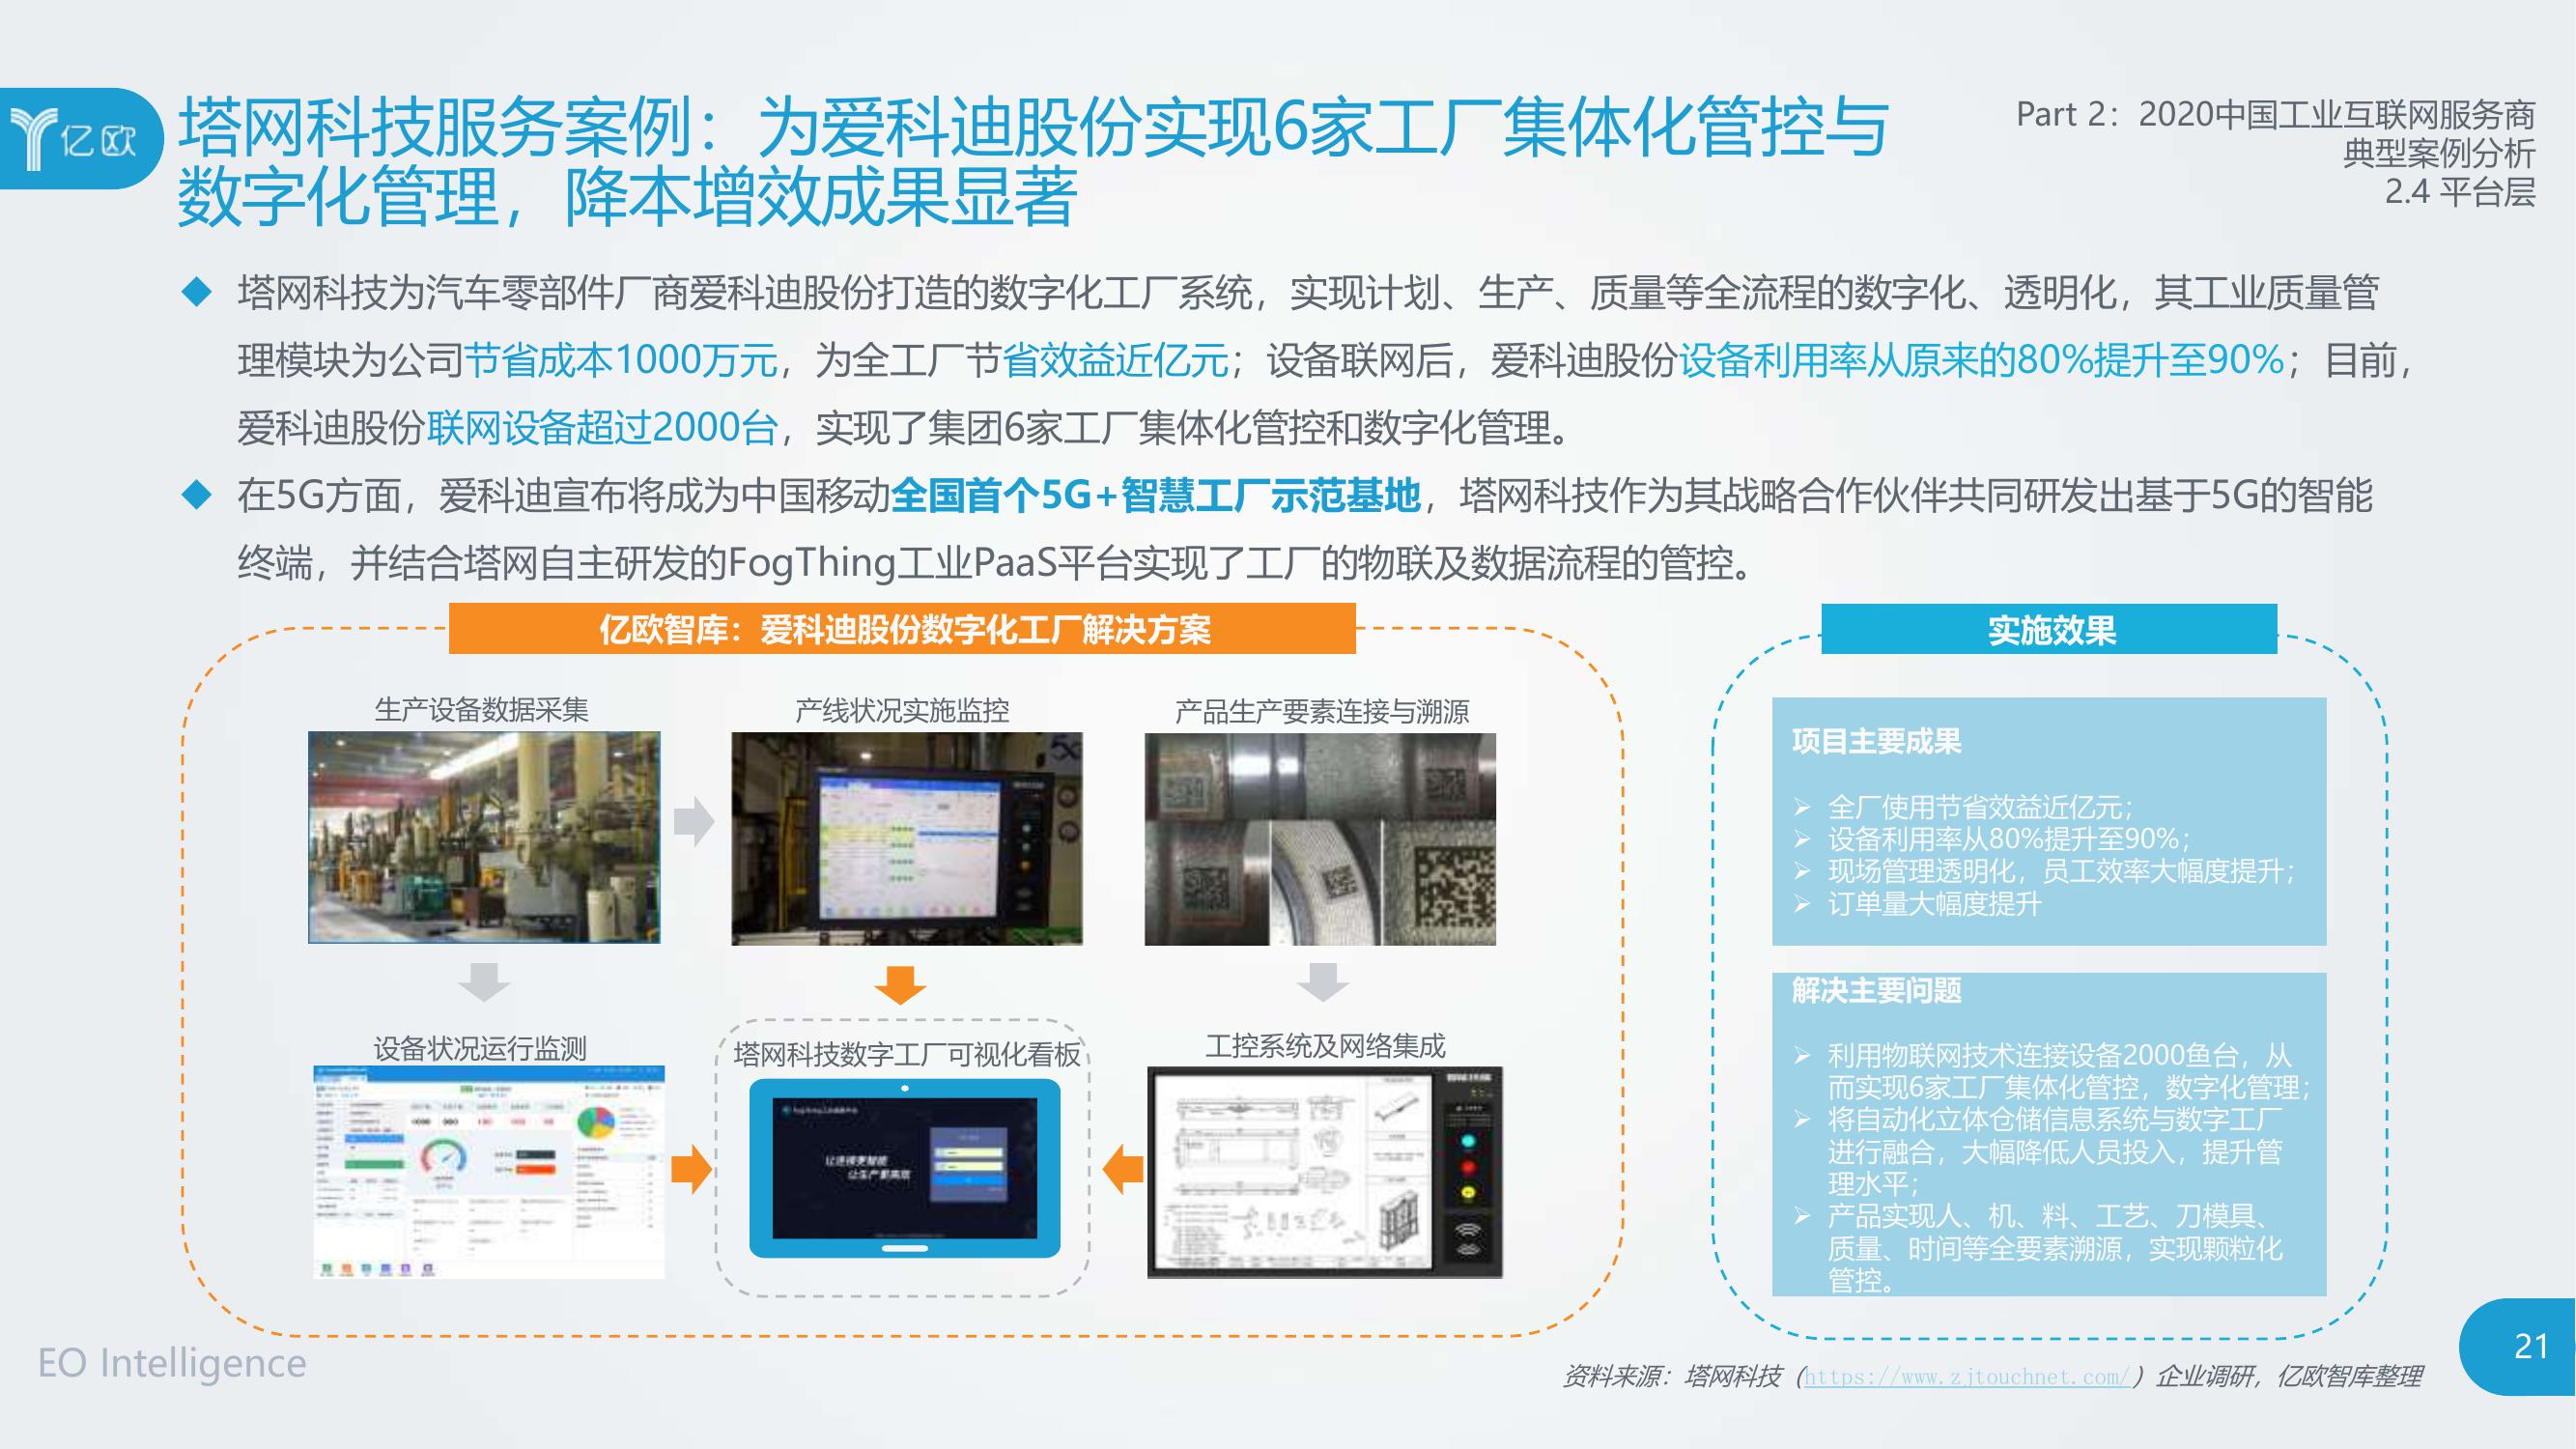 亿欧
塔网科技服务案例：为爱科迪股份实现6家工厂集体化管控与
数字化管理，降本增效成果显著
Part 2：2020中国工业互联网服务商
典型案例分析
2.4 平台层
塔网科技为汽车零部件厂商爱科迪股份打造的数字化工厂系统，实现计划、生产、质量等全流程的数字化、透明化，其工业质量管
理模块为公司节省成本1000万元，为全工厂节省效益近亿元；设备联网后，爱科迪股份设备利用率从原来的80%提升至90%；目前，
爱科迪股份联网设备超过2000台，实现了集团6家工厂集体化管控和数字化管理。
在5G方面，爱科迪宣布将成为中国移动全国首个5G+智慧工厂示范基地，塔网科技作为其战略合作伙伴共同研发出基于5G的智能
终端，并结合塔网自主研发的FogThing工业PaaS平台实现了工厂的物联及数据流程的管控。
亿欧智库：爱科迪股份数字化工厂解决方案
生产设备数据采集
产线状况实施监控
产品生产要素连接与溯源
设备状况运行监测
塔网科技数字工厂可视化看板
工控系统及网络集成
让连接更智能
让生产更高效
实施效果
项目主要成果
全厂使用节省效益近亿元；
设备利用率从80%提升至90%；
现场管理透明化，员工效率大幅度提升；
订单量大幅度提升
解决主要问题
利用物联网技术连接设备2000鱼台，从
而实现6家工厂集体化管控，数字化管理；
将自动化立体仓储信息系统与数字工厂
进行融合，大幅降低人员投入，提升管
理水平；
产品实现人、机、料、工艺、刀模具、
质量、时间等全要素溯源，实现颗粒化
管控。
EO Intelligence
资料来源：塔网科技（https://www.zjtouchnet.com/）企业调研，亿欧智库整理
21